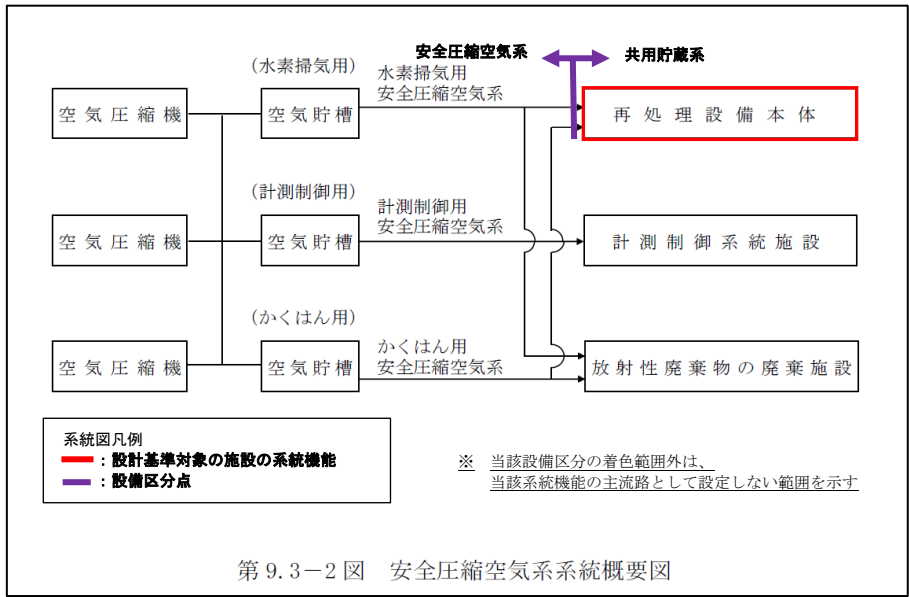 安全圧縮空気系
共用貯蔵系
(水素掃気用)
水素掃気用
安全圧縮空気系
空気圧縮機
空気貯槽
再処理設備本体
(計測制御用)
計測制御用
安全圧縮空気系
空気圧縮機
空気貯槽
計測制御系統施設
(かくはん用)
かくはん用
安全圧縮空気系
空気圧縮機
空気貯槽
放射性廃棄物の廃棄施設
系統図凡例
:設計基準対象の施設の系統機能
:設備区分点
※ 当該設備区分の着色範囲外は、
当該系統機能の主流路として設定しない範囲を示す
第9.3-2図 安全圧縮空気系系統概要図